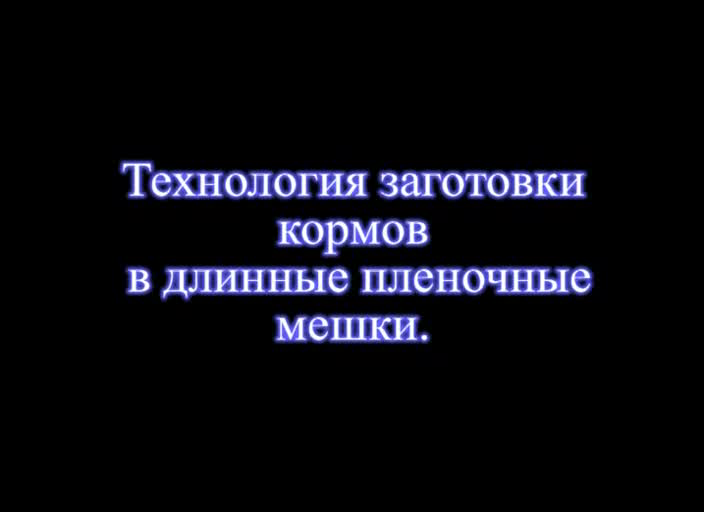 Технология заготовки
кормов
в длинные пленочные
мешки.